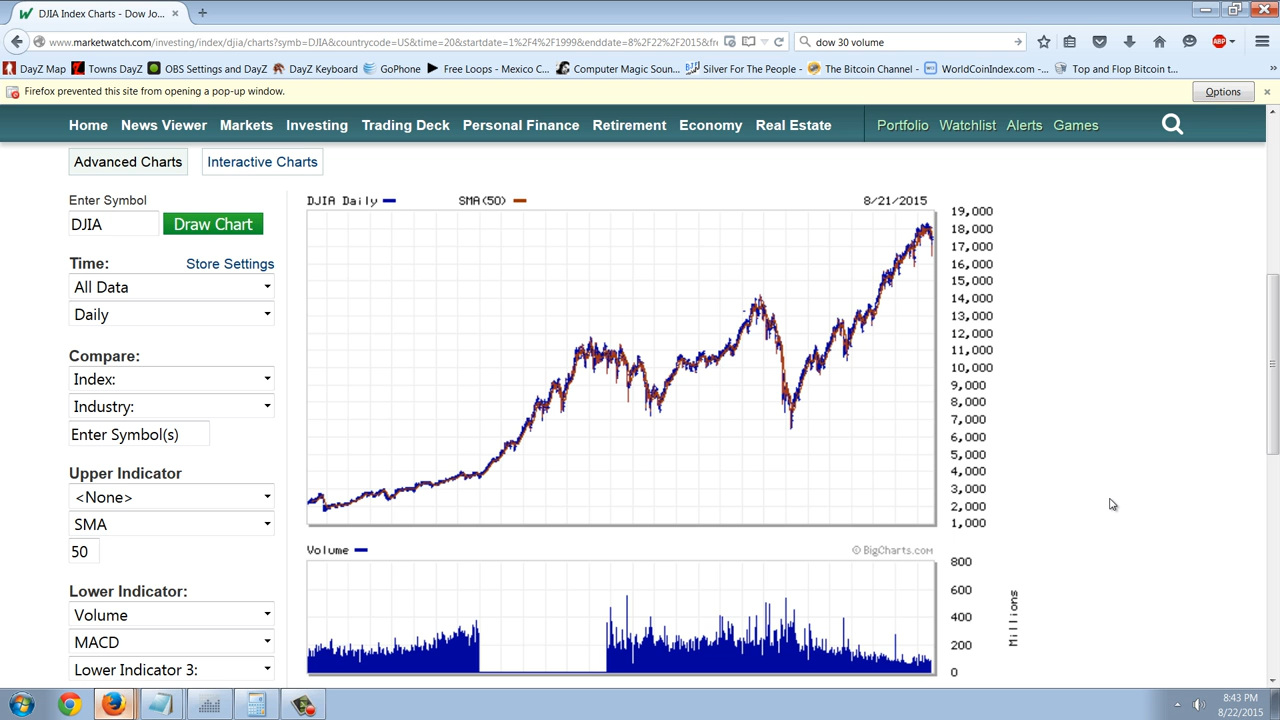 DJIA Index Charts - Dow Jo...
www.marketwatch.com/investing/index/djia/charts?symb=DJIA&countrycode=US&time=20&startdate=1%2F4%2F1999&enddate=8%2F22%2F2015&fre
dow 30 volume
ABP
DayZ Map Towns DayZ OBS Settings and DayZ DayZ Keyboard GoPhone Free Loops - Mexico C... Computer Magic Soun... Silver For The People - The Bitcoin Channel - WorldCoinIndex.com -... Top and Flop Bitcoin t...
Firefox prevented this site from opening a pop-up window.
Options
Home News Viewer Markets Investing Trading Deck Personal Finance Retirement Economy Real Estate Portfolio Watchlist Alerts Games
Advanced Charts Interactive Charts
Enter Symbol
DJIA Draw Chart
Time: Store Settings
All Data
Daily
Compare:
Index:
Industry:
Enter Symbol(s)
Upper Indicator
<None>
SMA
50
Lower Indicator:
Volume
MACD
Lower Indicator 3:
DJIA Daily SMA(50) 8/21/2015
19,000
18,000
17,000
16,000
15,000
14,000
13,000
12,000
11,000
10,000
9,000
8,000
7,000
6,000
5,000
4,000
3,000
2,000
1,000
Volume © BigCharts.com
800
600
400
200
0
Millions
8:43 PM
8/22/2015